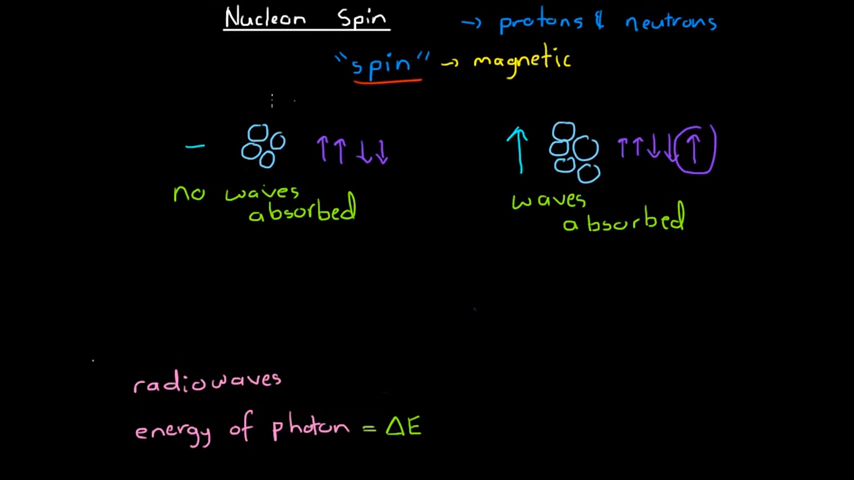 Nucleon Spin → protons & neutrons
"spin" → magnetic
– ↑↑↓↓ ↑ ↑↑↓↓↑
no waves absorbed
waves absorbed
radiowaves
energy of photon = ΔE